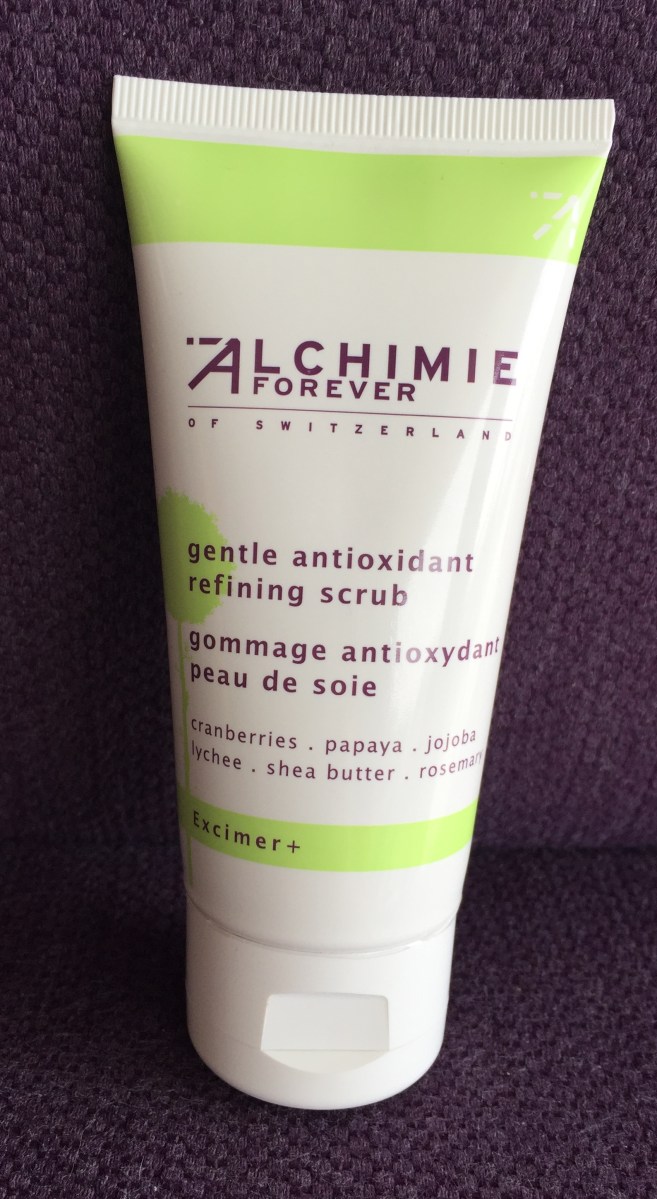 ALCHIMIE
FOREVER
OF SWITZERLAND
gentle antioxidant
refining scrub
gommage antioxydant
peau de soie
cranberries . papaya . jojoba
lychee . shea butter . rosemary
Excimer+